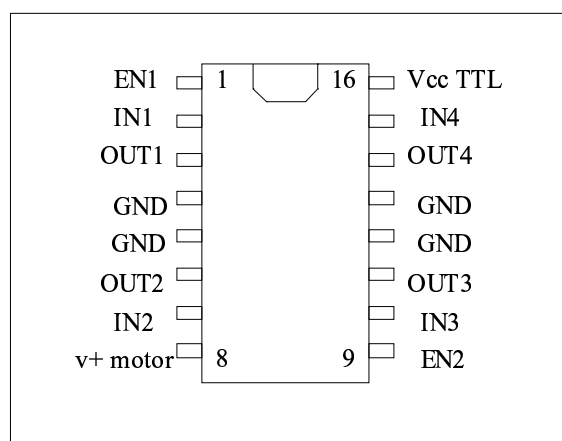 EN1 1 16 Vcc TTL
IN1 IN4
OUT1 OUT4
GND GND
GND GND
OUT2 OUT3
IN2 IN3
v+ motor 8 9 EN2